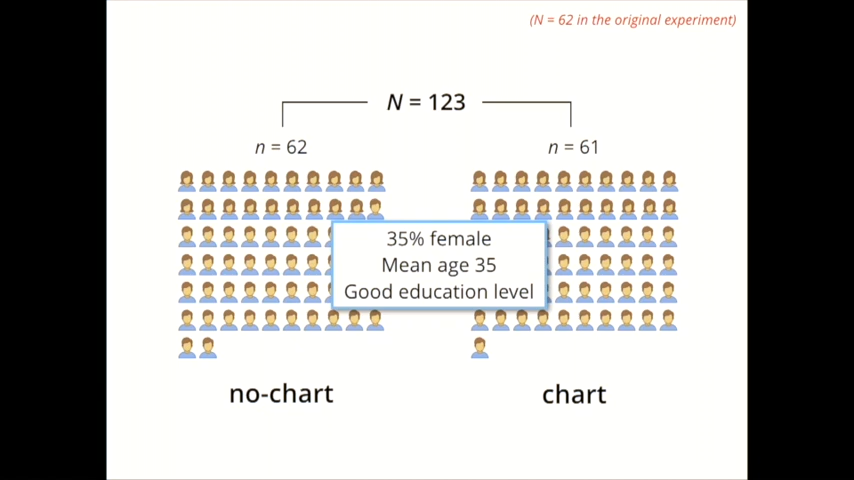 (N = 62 in the original experiment)
N = 123
n = 62
n = 61
35% female
Mean age 35
Good education level
no-chart
chart